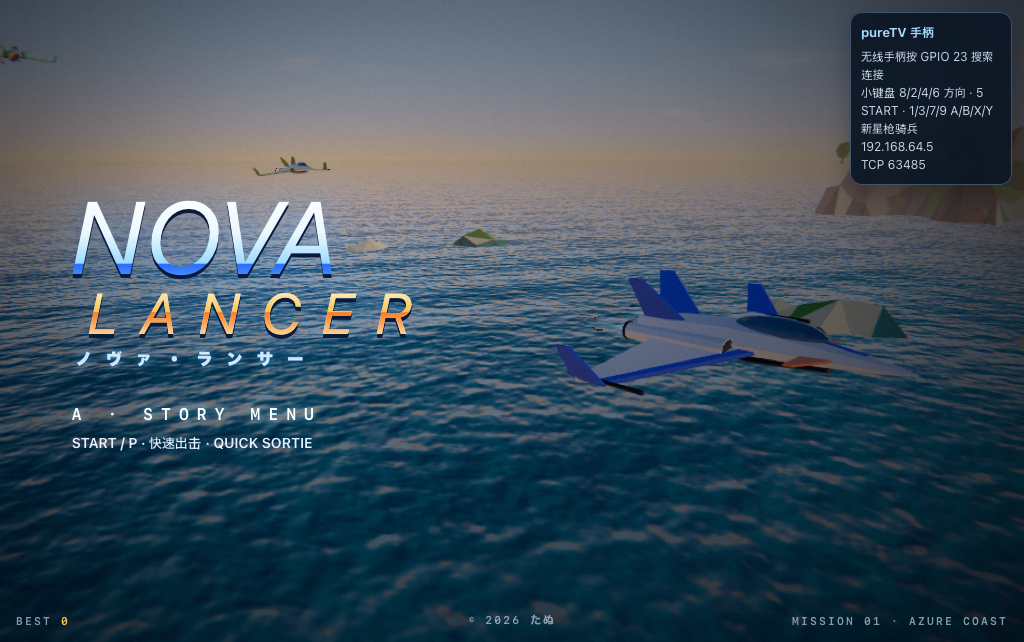 NOVA
LANCER
ノヴァ・ランサー
A · STORY MENU
START / P · 快速出击 · QUICK SORTIE
pureTV 手柄
无线手柄按 GPIO 23 搜索
连接
小键盘 8/2/4/6 方向 · 5
START · 1/3/7/9 A/B/X/Y
新星枪骑兵
192.168.64.5
TCP 63485
BEST 0
© 2026 たぬ
MISSION 01 · AZURE COAST